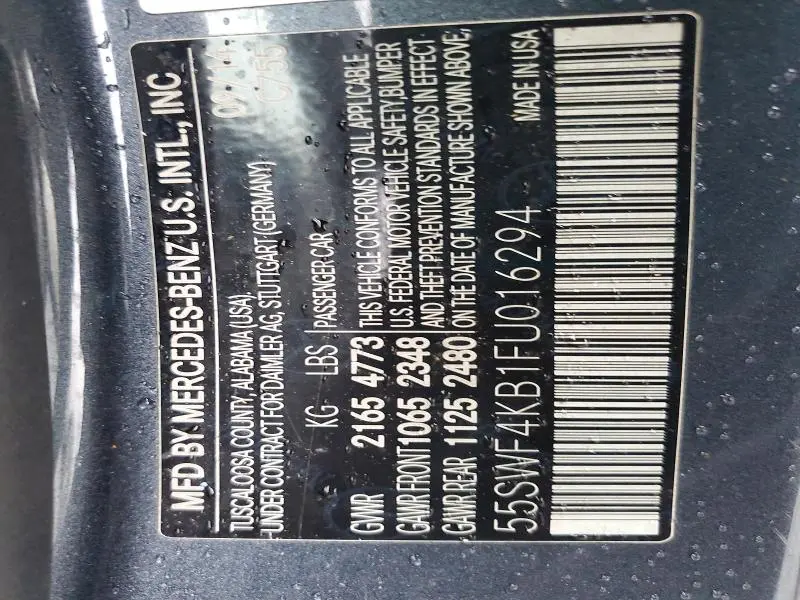 MFD BY MERCEDES-BENZ U.S. INTL., INC
TUSCALOOSA COUNTY, ALABAMA (USA)
UNDER CONTRACT FOR DAIMLER AG, STUTTGART (GERMANY)
KG LBS PASSENGER CAR
GVWR 2165 4773 THIS VEHICLE CONFORMS TO ALL APPLICABLE
U.S. FEDERAL MOTOR VEHICLE SAFETY BUMPER
GAWR FRONT 1065 2348 AND THEFT PREVENTION STANDARDS IN EFFECT
GAWR REAR 1125 2480 ON THE DATE OF MANUFACTURE SHOWN ABOVE,
55SWF4KB1FU016294 MADE IN USA